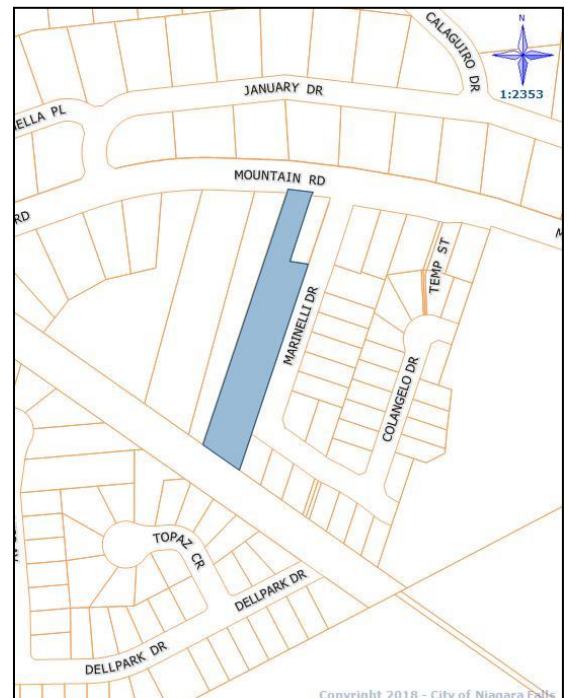 CALAGUIRO DR
N
1:2353
JANUARY DR
NELLA PL
MOUNTAIN RD
RD
M
TEMP ST
MARINELLI DR
COLANGELO DR
TOPAZ CR
DELLPARK DR
DELLPARK DR
Copyright 2018 - City of Niagara Falls